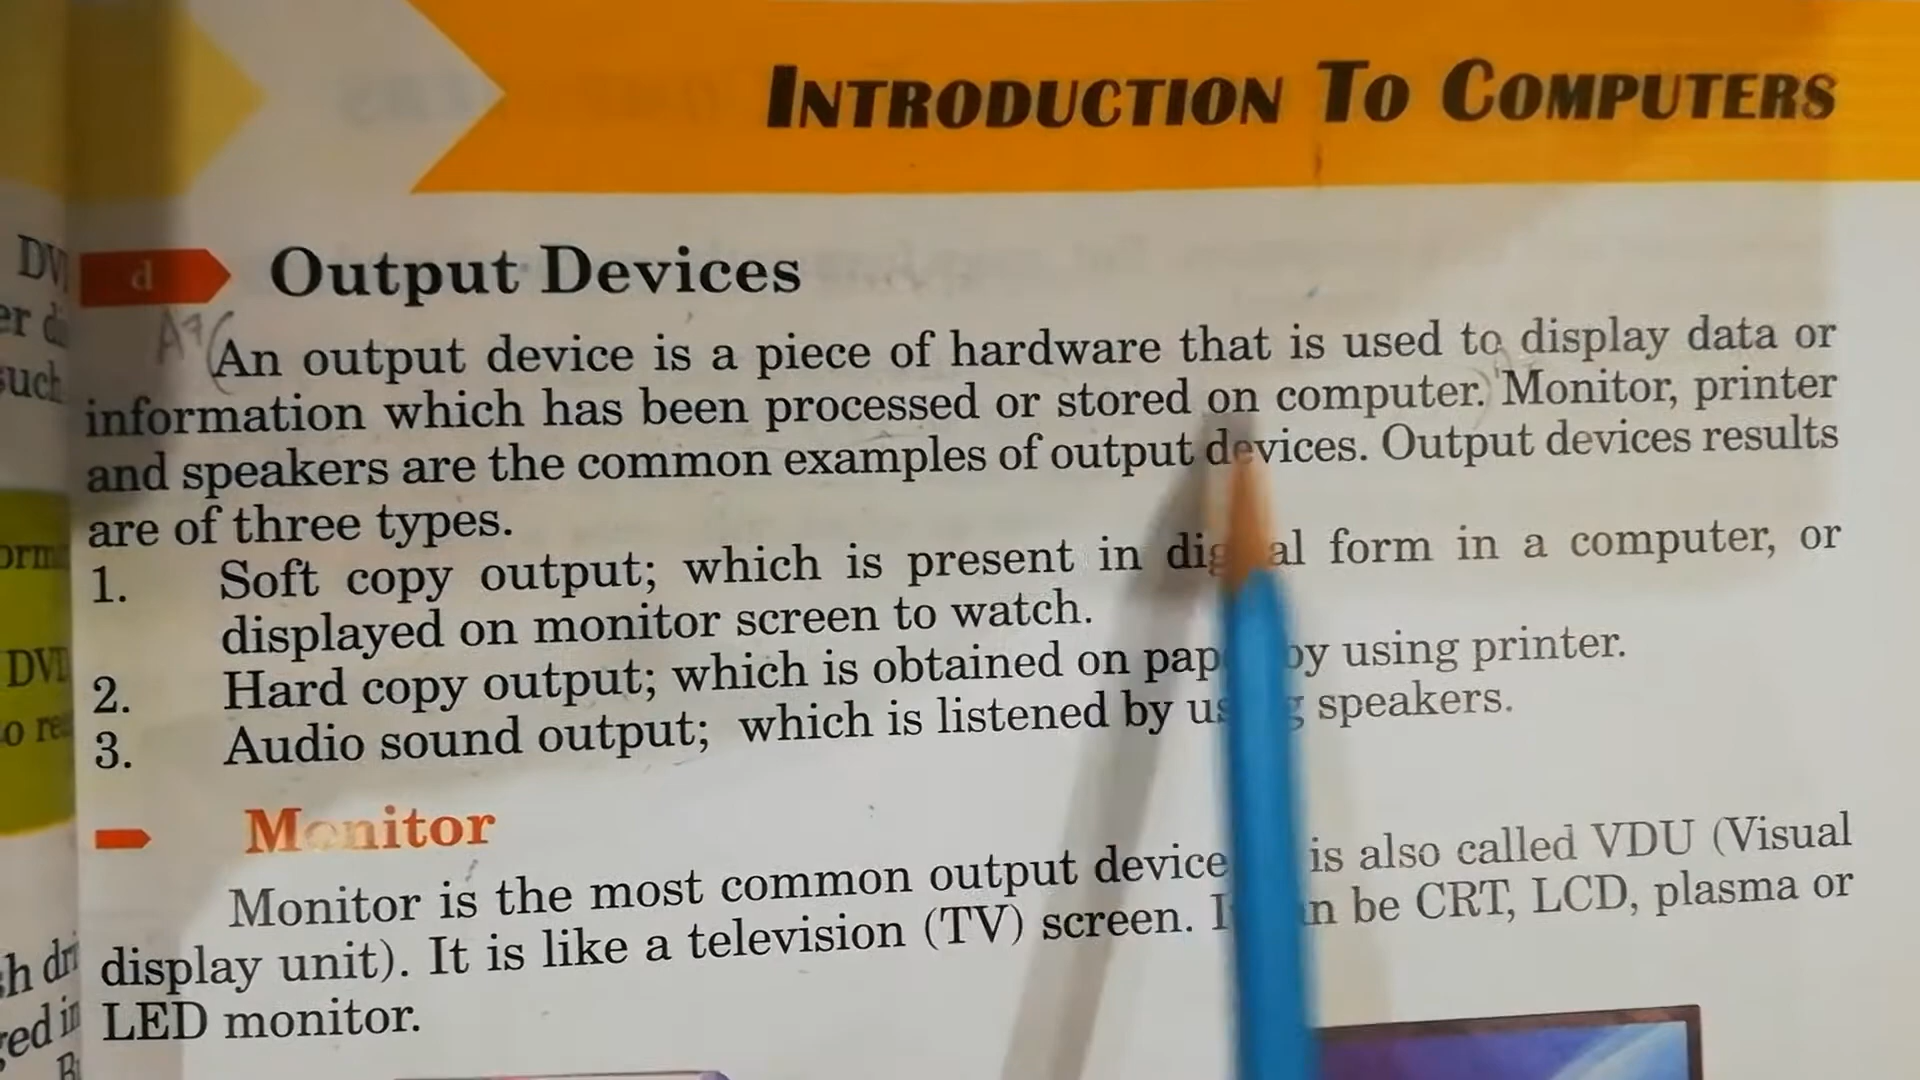 INTRODUCTION TO COMPUTERS
d Output Devices
An output device is a piece of hardware that is used to display data or
information which has been processed or stored on computer. Monitor, printer
and speakers are the common examples of output devices. Output devices results
are of three types.
1. Soft copy output; which is present in digital form in a computer, or
displayed on monitor screen to watch.
2. Hard copy output; which is obtained on paper by using printer.
3. Audio sound output; which is listened by using speakers.
Monitor
Monitor is the most common output device is also called VDU (Visual
display unit). It is like a television (TV) screen. can be CRT, LCD, plasma or
LED monitor.